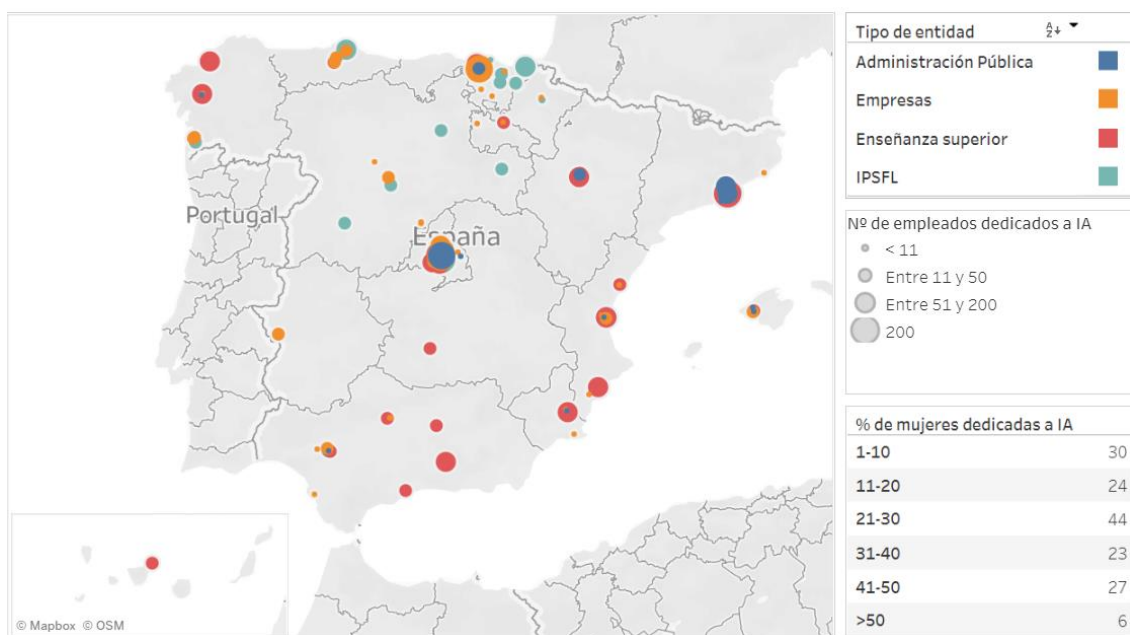 Portugal
España
© Mapbox © OSM
Tipo de entidad
Administración Pública
Empresas
Enseñanza superior
IPSFL
Nº de empleados dedicados a IA
< 11
Entre 11 y 50
Entre 51 y 200
200
% de mujeres dedicadas a IA
1-10 30
11-20 24
21-30 44
31-40 23
41-50 27
>50 6